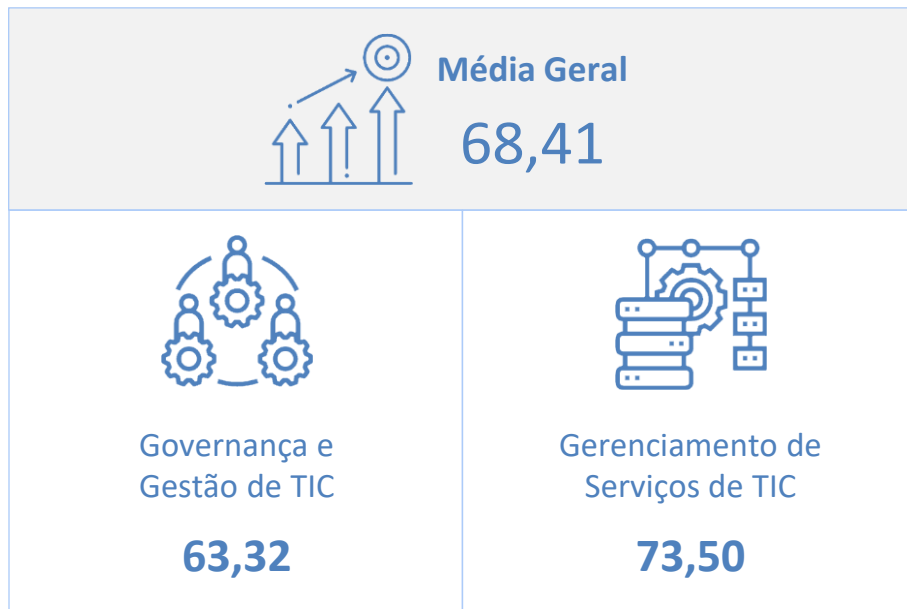 Média Geral
68,41
Governança e
Gestão de TIC
63,32
Gerenciamento de
Serviços de TIC
73,50